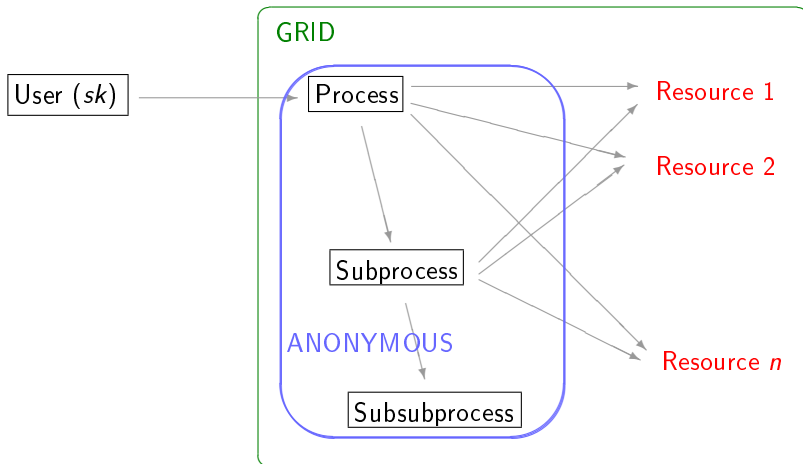 GRID
User (sk)
Process
Resource 1
Resource 2
Subprocess
ANONYMOUS
Resource n
Subsubprocess